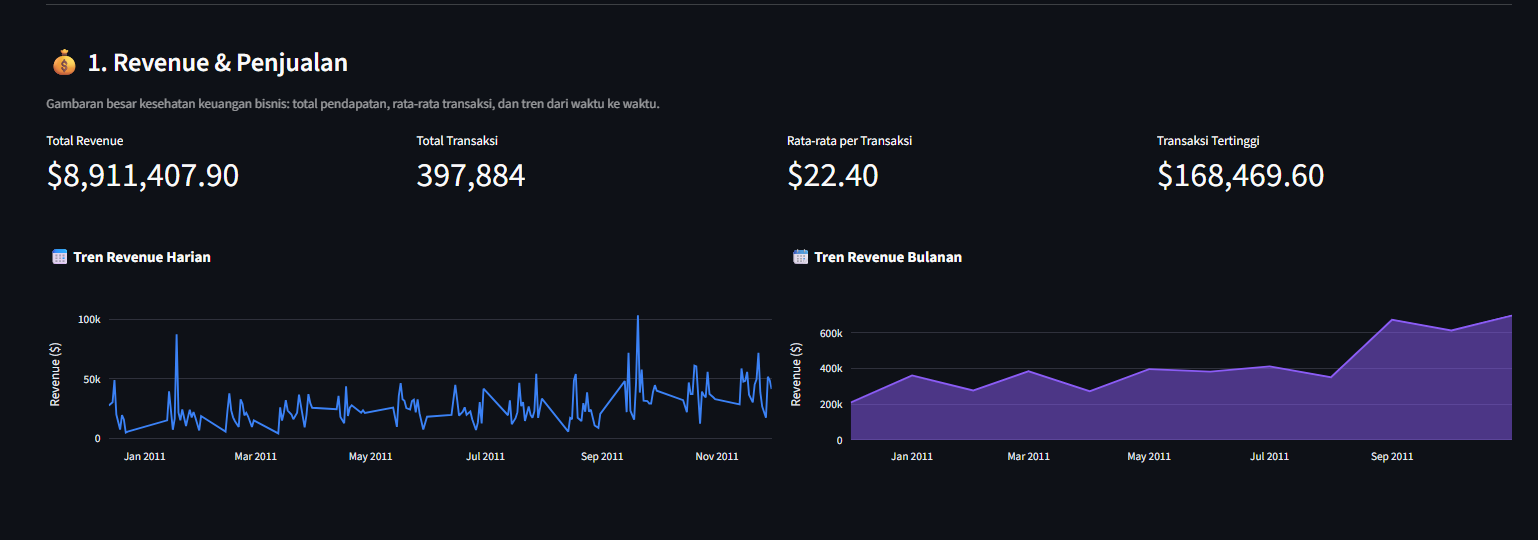 💰 1. Revenue & Penjualan
Gambaran besar kesehatan keuangan bisnis: total pendapatan, rata-rata transaksi, dan tren dari waktu ke waktu.
Total Revenue
$8,911,407.90
Total Transaksi
397,884
Rata-rata per Transaksi
$22.40
Transaksi Tertinggi
$168,469.60
Tren Revenue Harian
Revenue ($)
100k
50k
0
Jan 2011
Mar 2011
May 2011
Jul 2011
Sep 2011
Nov 2011
Tren Revenue Bulanan
Revenue ($)
600k
400k
200k
0
Jan 2011
Mar 2011
May 2011
Jul 2011
Sep 2011